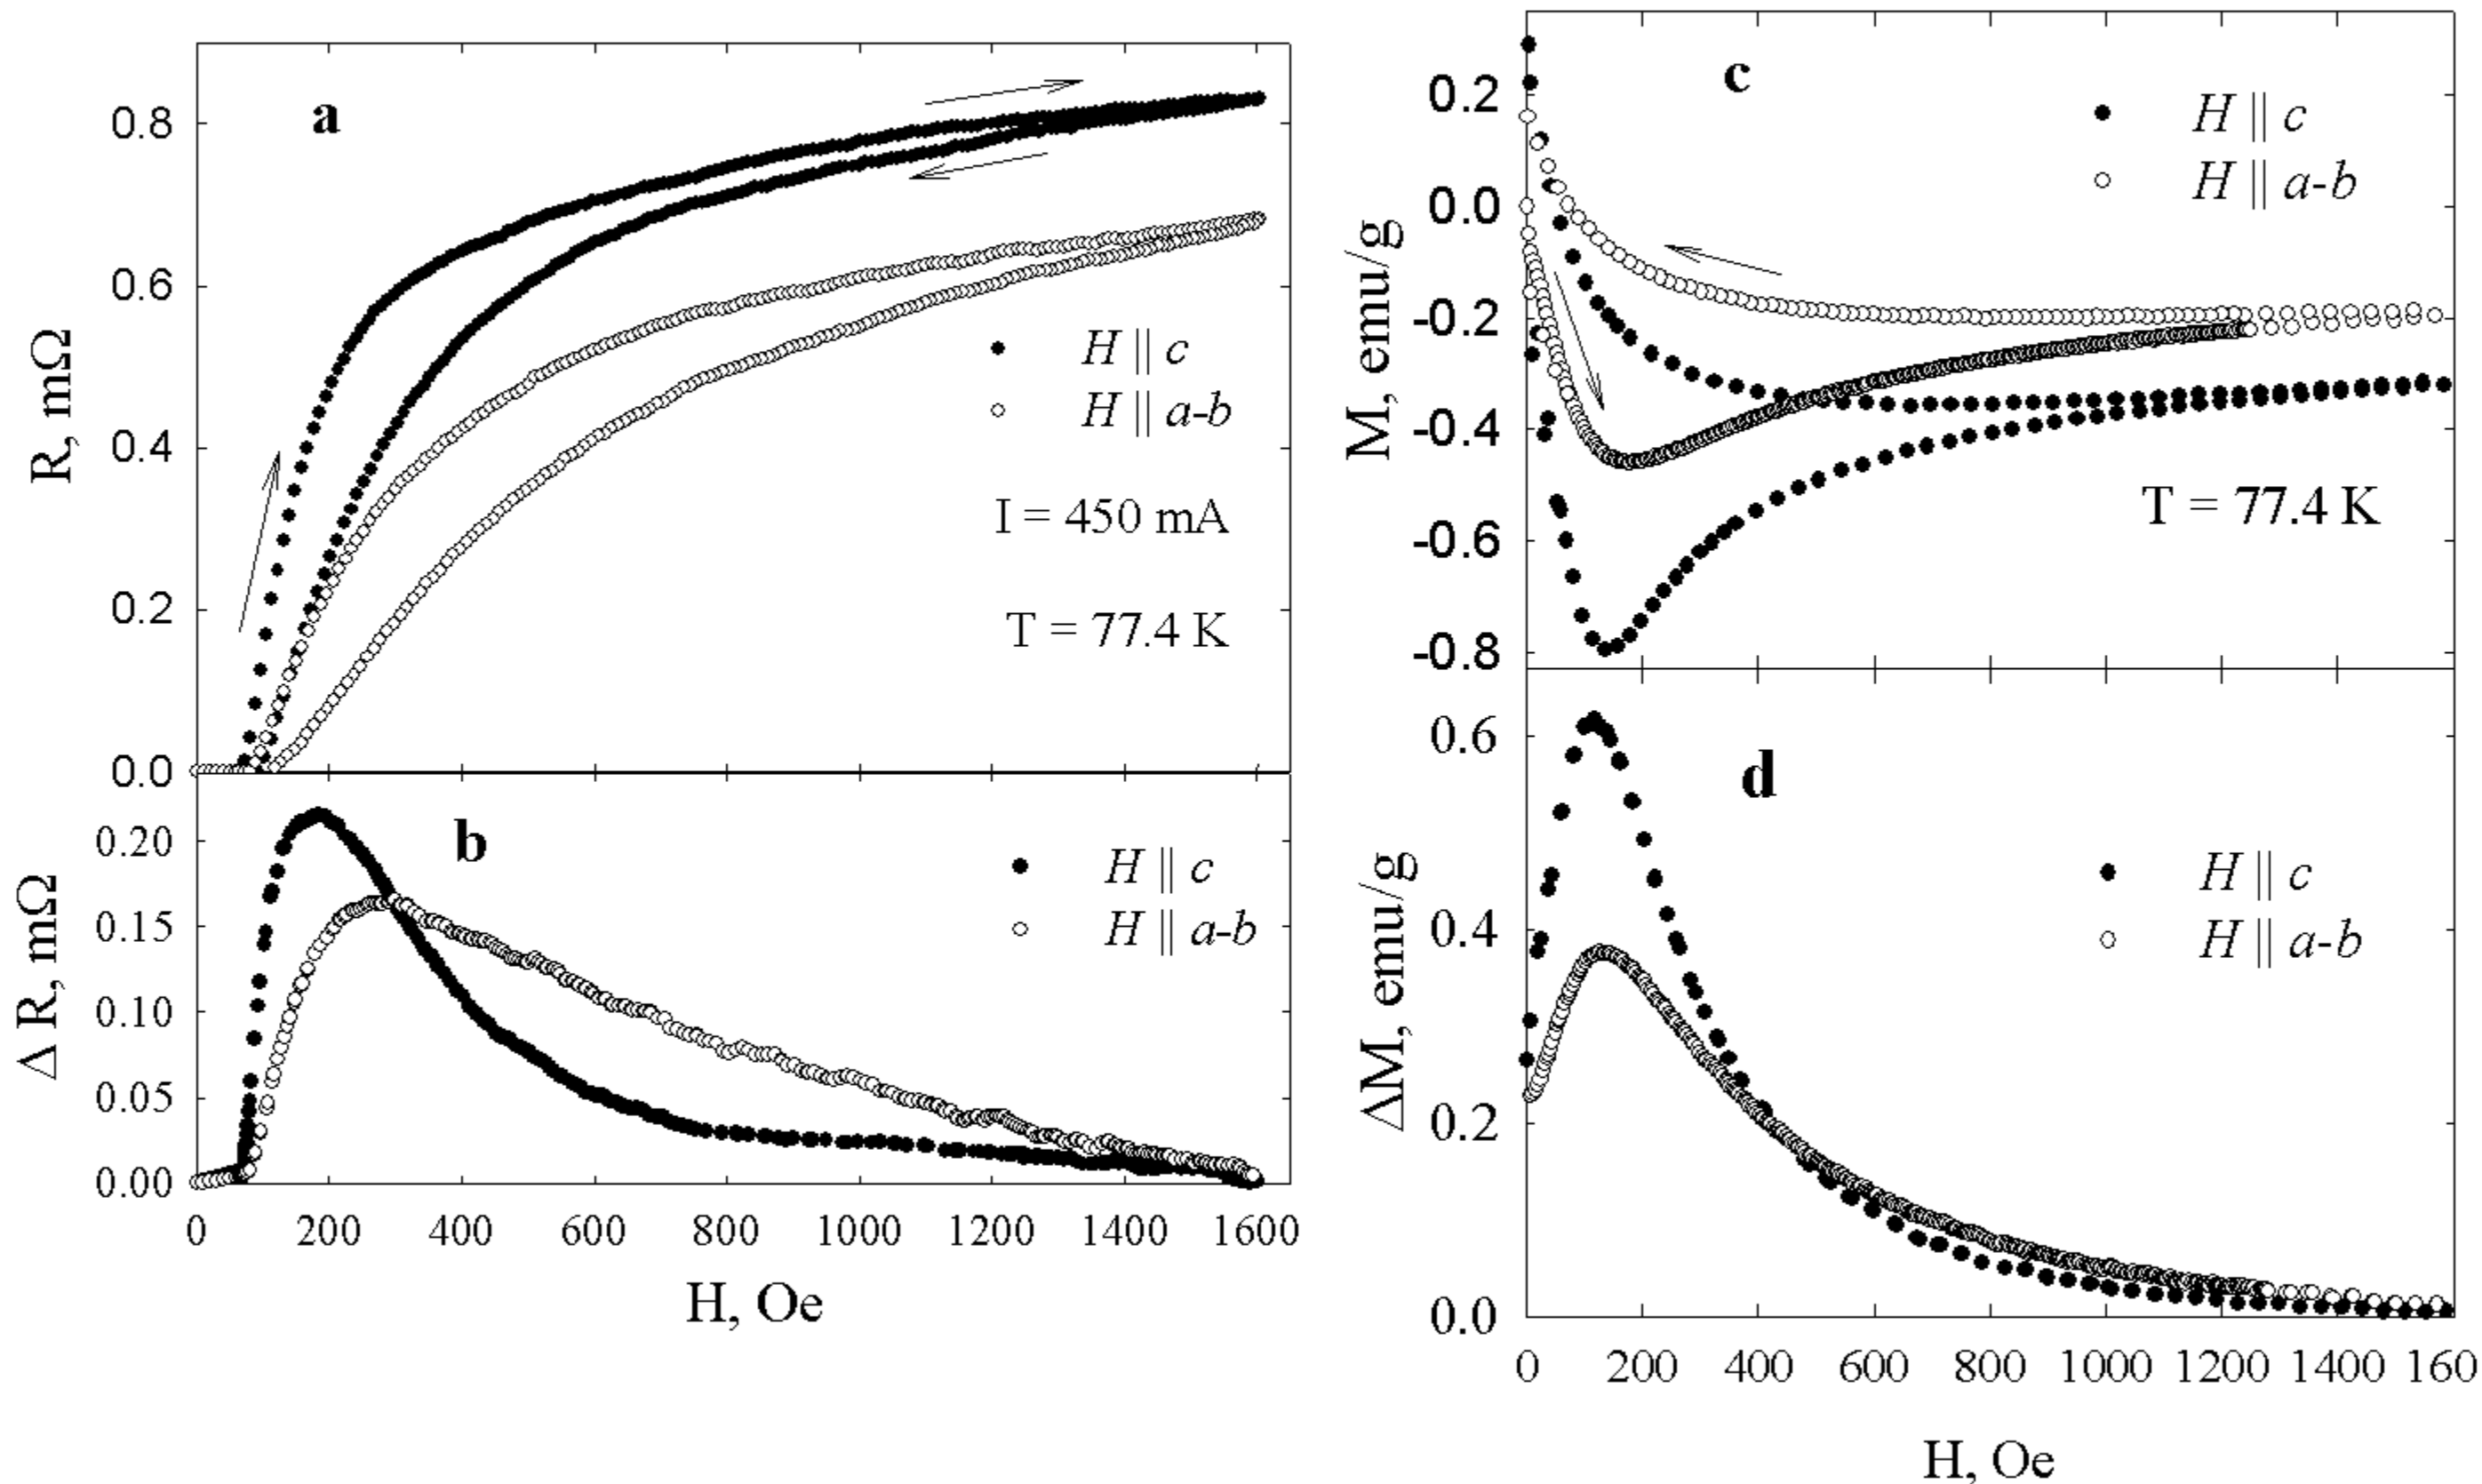 a
0.8
0.6
0.4
0.2
0.0
R, mΩ
H || c
H || a-b
I = 450 mA
T = 77.4 K
b
0.20
0.15
0.10
0.05
0.00
Δ R, mΩ
H || c
H || a-b
0 200 400 600 800 1000 1200 1400 1600
H, Oe
c
0.2
0.0
-0.2
-0.4
-0.6
-0.8
M, emu/g
H || c
H || a-b
T = 77.4 K
d
0.6
0.4
0.2
0.0
ΔM, emu/g
H || c
H || a-b
0 200 400 600 800 1000 1200 1400 160
H, Oe